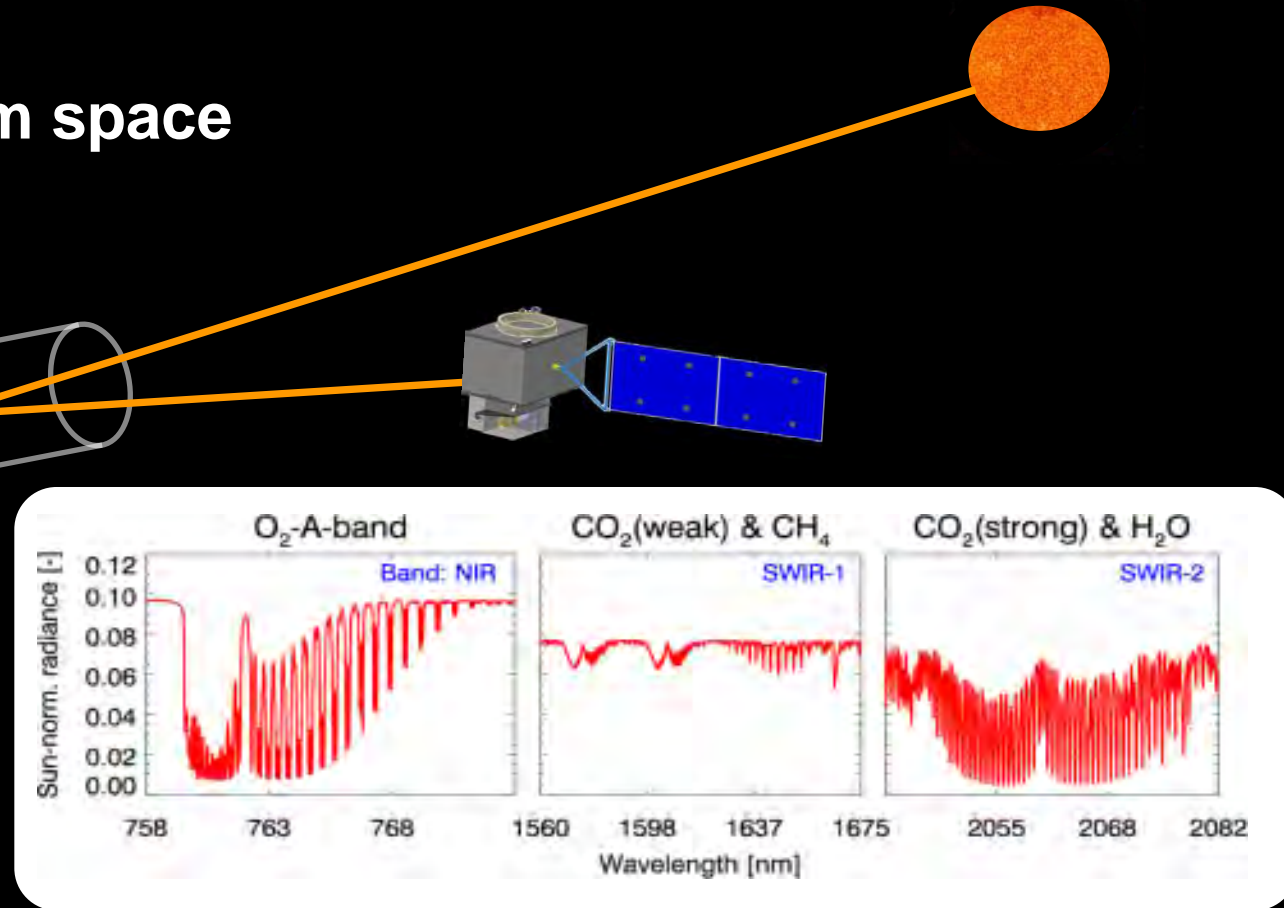 m space
O₂-A-band
CO₂(weak) & CH₄
CO₂(strong) & H₂O
Band: NIR
SWIR-1
SWIR-2
Sun-norm. radiance [-]
0.12
0.10
0.08
0.06
0.04
0.02
0.00
758 763 768 1560 1598 1637 1675 2055 2068 2082
Wavelength [nm]